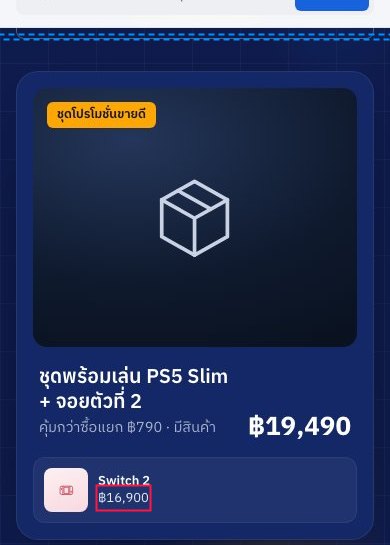 ชุดโปรโมชั่นขายดี
ชุดพร้อมเล่น PS5 Slim
+ จอยตัวที่ 2
คุ้มกว่าซื้อแยก ฿790 · มีสินค้า
฿19,490
Switch 2
฿16,900